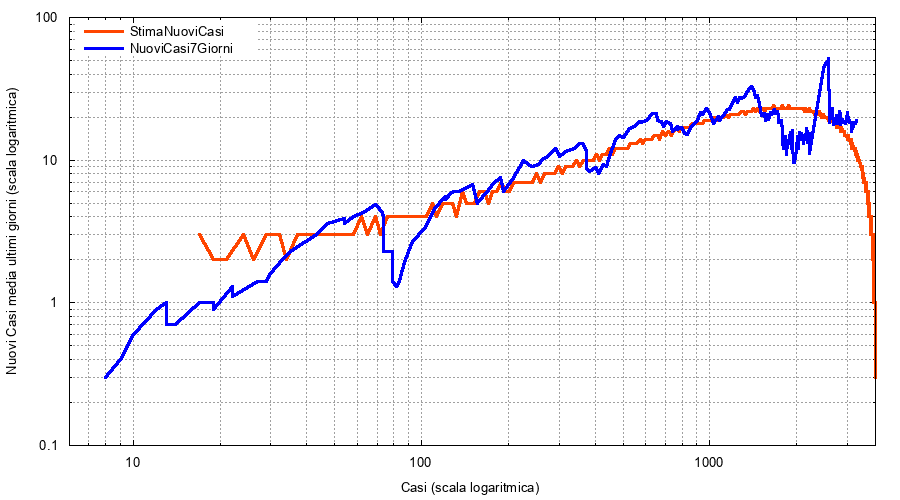 100
StimaNuoviCasi
NuoviCasi7Giorni
10
1
0.1
10
100
1000
Nuovi Casi media ultimi giorni (scala logaritmica)
Casi (scala logaritmica)